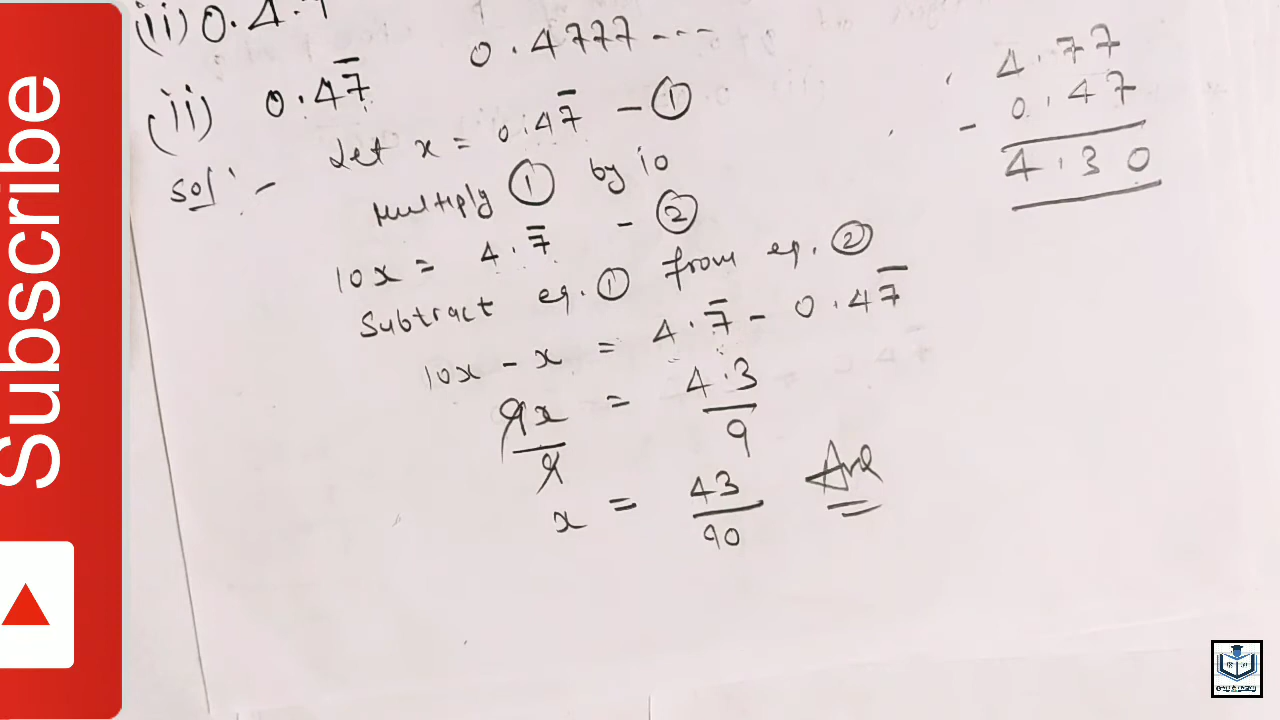 (ii) 0.4.7
0.4777---
(ii) 0.47̅
Sol:- Let x = 0.47̅ - ①
Multiply ① by 10
10x = 4.7̅ - ②
Subtract eq. ① from eq. ②
10x - x = 4.7̅ - 0.47̅
9x/9 = 4.3/9
x = 43/90 Ans
4.77
- 0.47
4.30
Subscribe